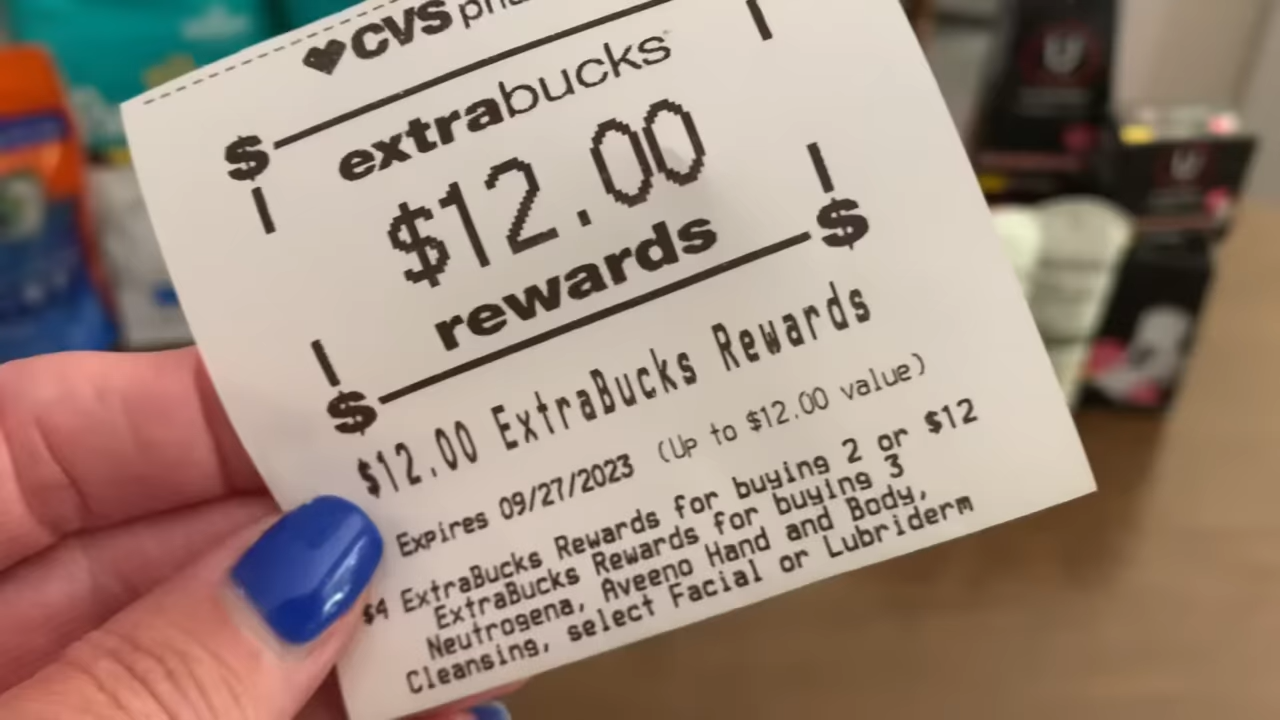 CVS
extrabucks
$12.00
rewards
$12.00 ExtraBucks Rewards
Expires 09/27/2023 (Up to $12.00 value)
$4 ExtraBucks Rewards for buying 2 or $12
ExtraBucks Rewards for buying 3
Neutrogena, Aveeno Hand and Body,
Cleansing, select Facial or Lubriderm